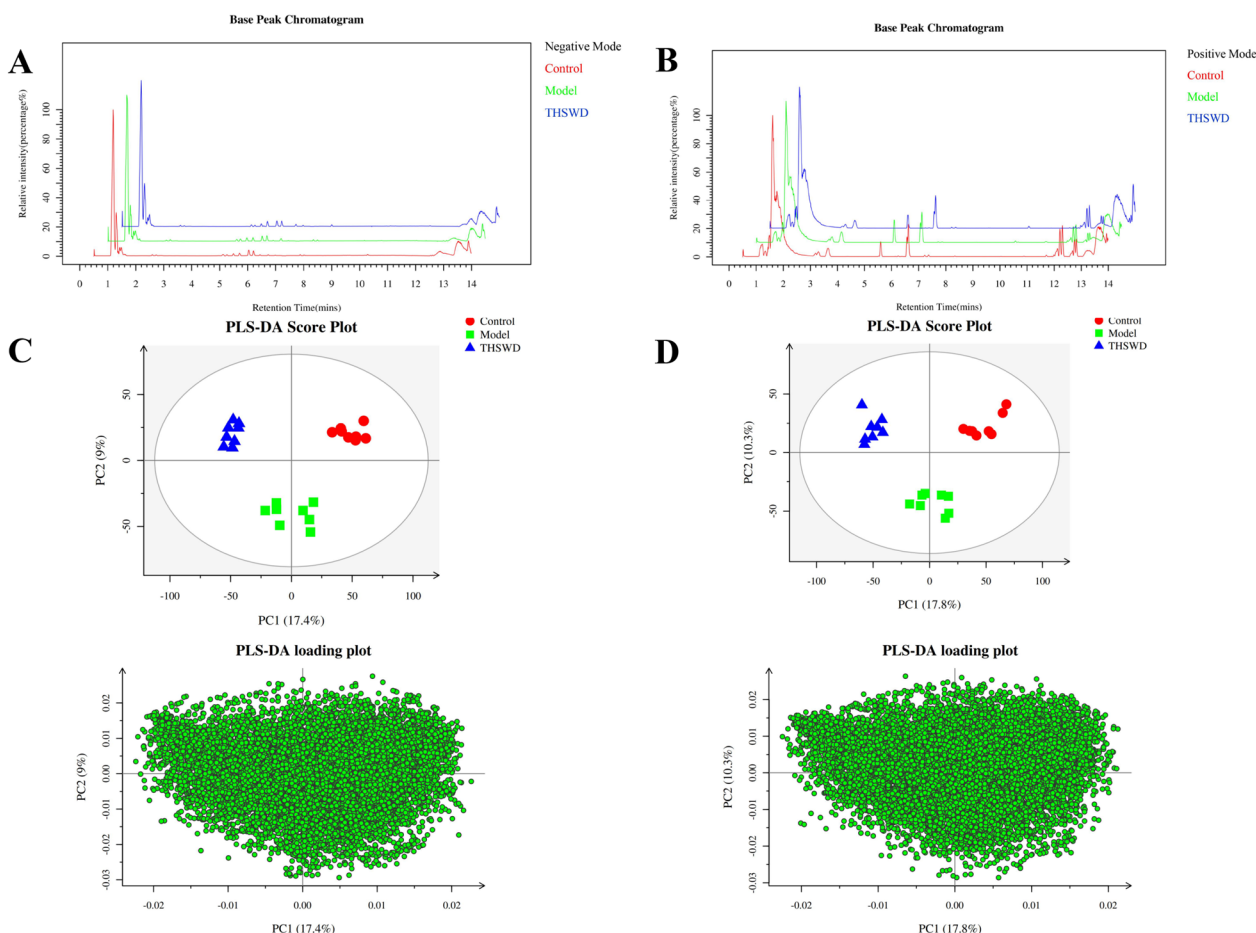 Base Peak Chromatogram
A
Negative Mode
Control
Model
THSWD
Relative intensity(percentage%)
0 20 40 60 80 100
0 1 2 3 4 5 6 7 8 9 10 11 12 13 14
Retention Time(mins)
Base Peak Chromatogram
B
Positive Mode
Control
Model
THSWD
Relative intensity(percentage%)
0 20 40 60 80 100
0 1 2 3 4 5 6 7 8 9 10 11 12 13 14
Retention Time(mins)
C
PLS-DA Score Plot
Control
Model
THSWD
PC2 (9%)
-50 0 50
-100 -50 0 50 100
PC1 (17.4%)
D
PLS-DA Score Plot
Control
Model
THSWD
PC2 (10.3%)
-50 0 50
-100 -50 0 50 100
PC1 (17.8%)
PLS-DA loading plot
PC2 (9%)
-0.03 -0.02 -0.01 0.00 0.01 0.02
-0.02 -0.01 0.00 0.01 0.02
PC1 (17.4%)
PLS-DA loading plot
PC2 (10.3%)
-0.03 -0.02 -0.01 0.00 0.01 0.02
-0.02 -0.01 0.00 0.01 0.02
PC1 (17.8%)